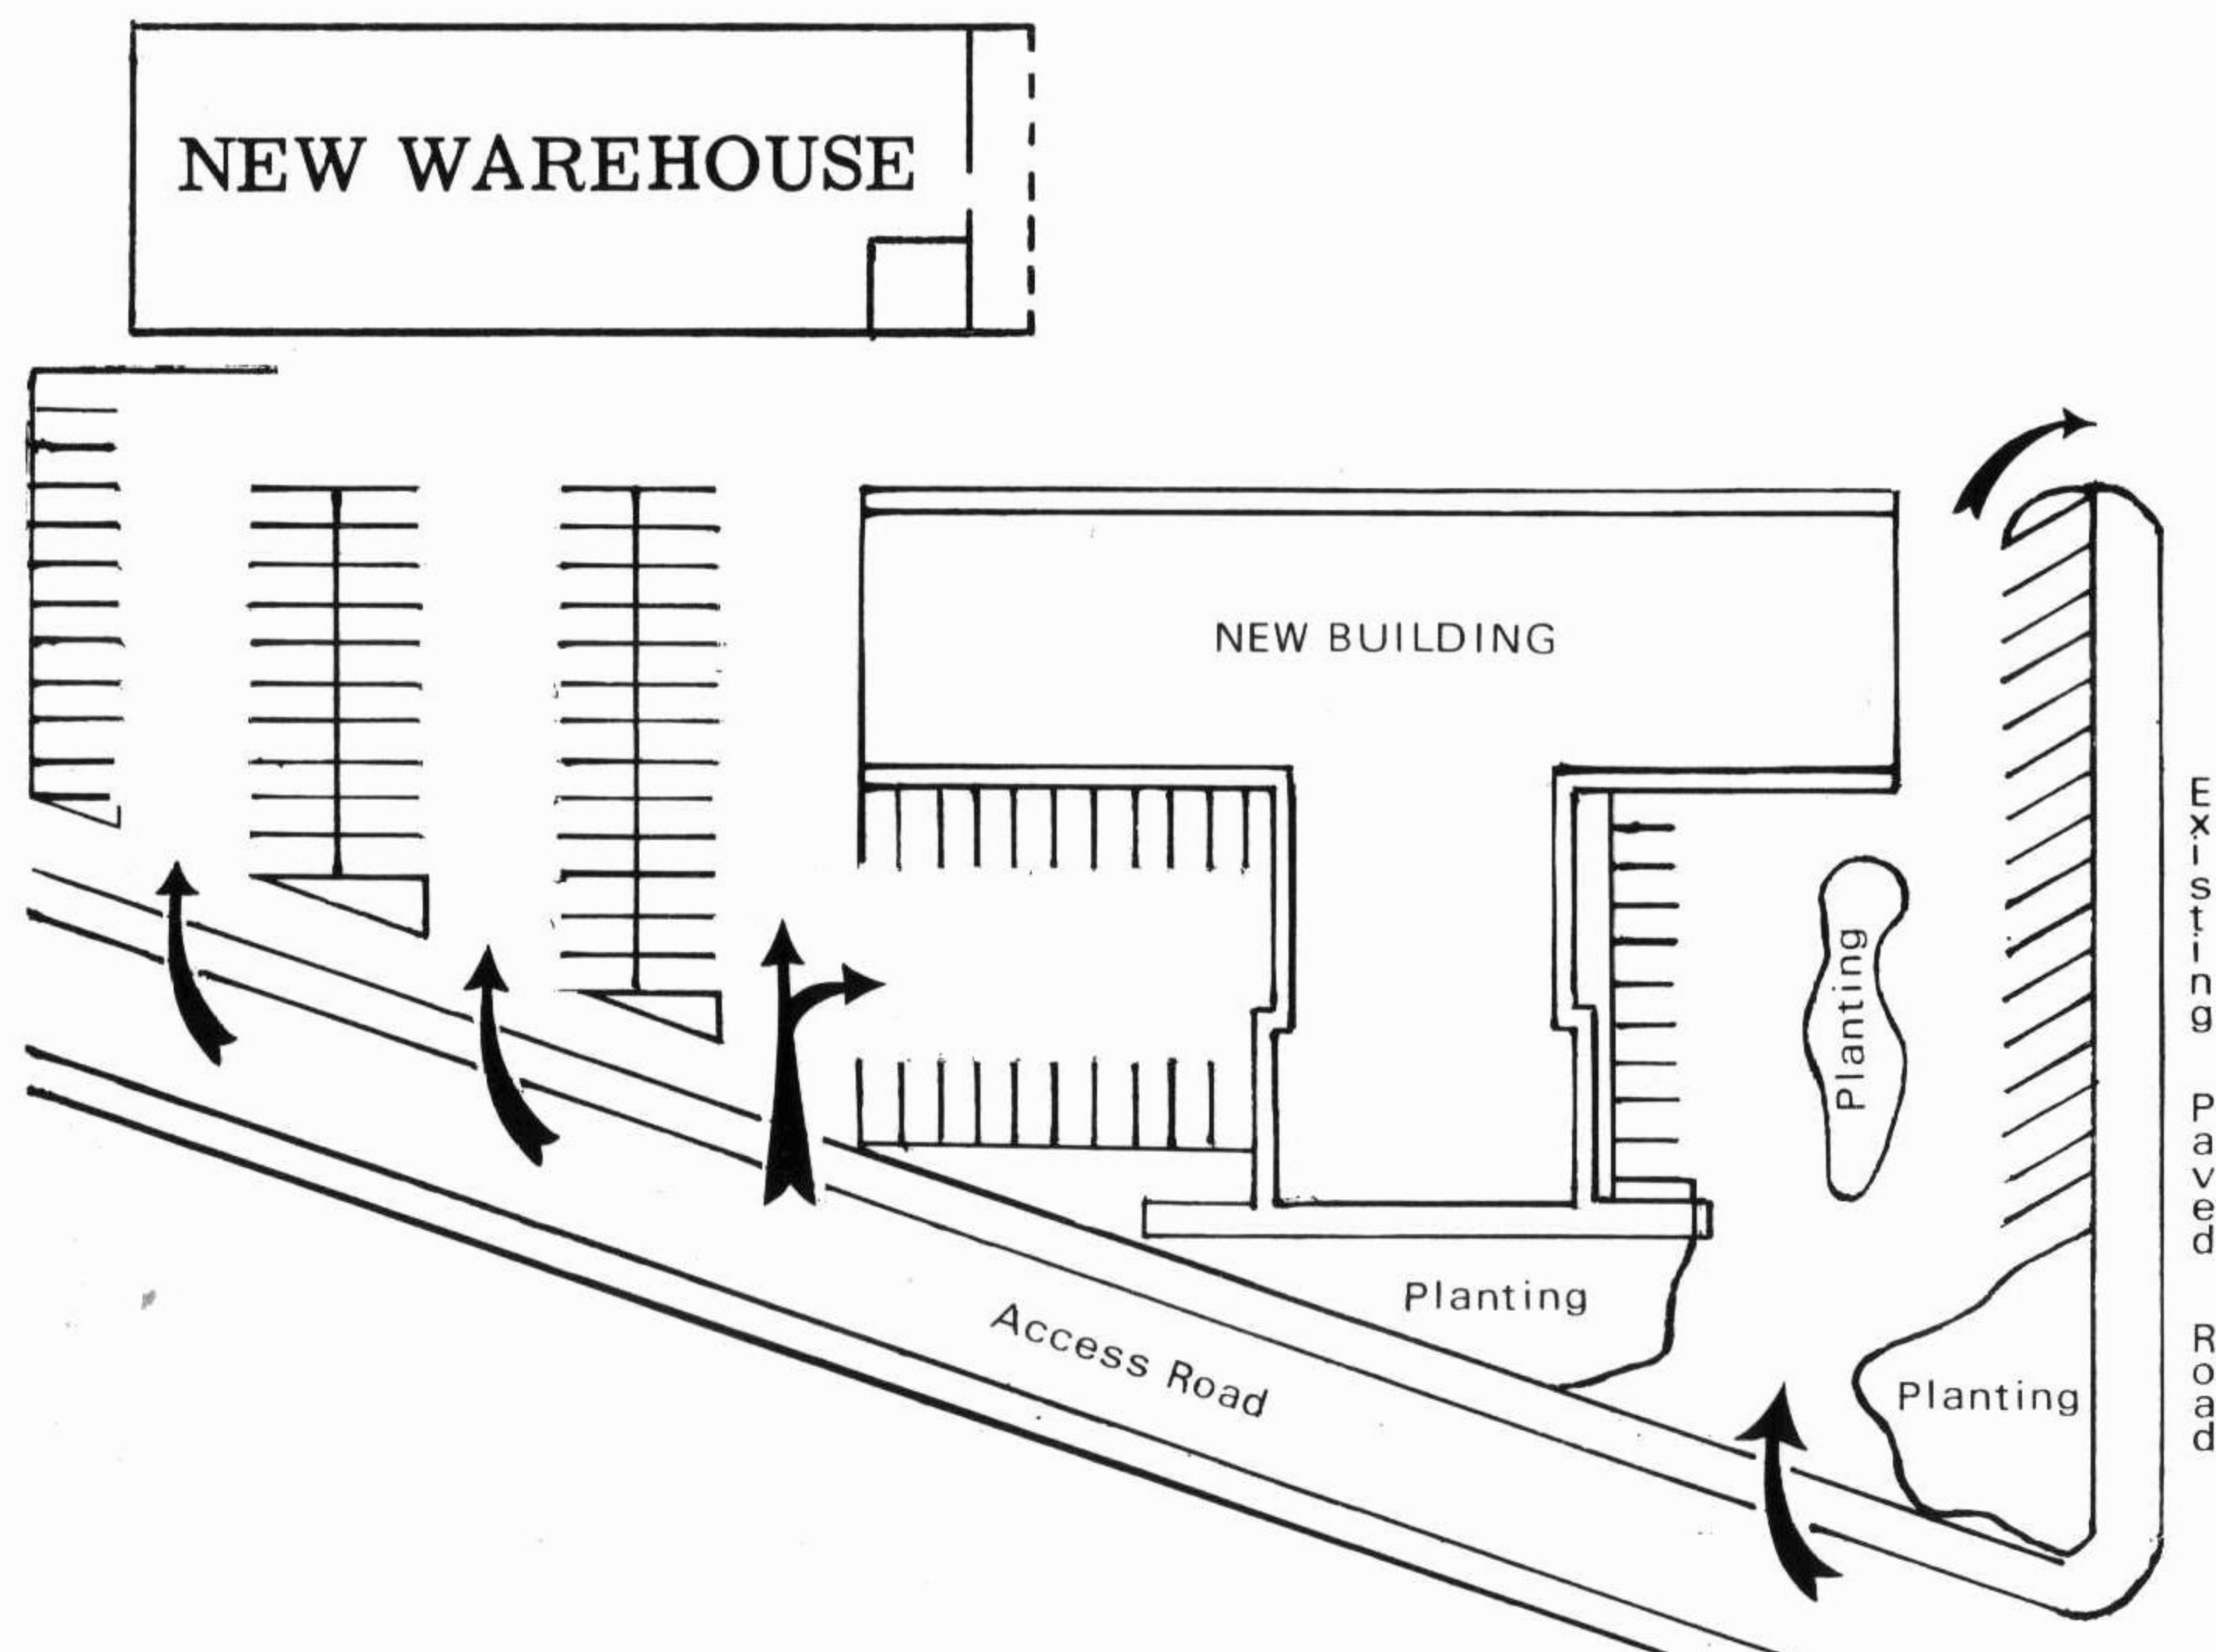 NEW WAREHOUSE
NEW BUILDING
Existing Paved Road
Planting
Planting
Planting
Access Road